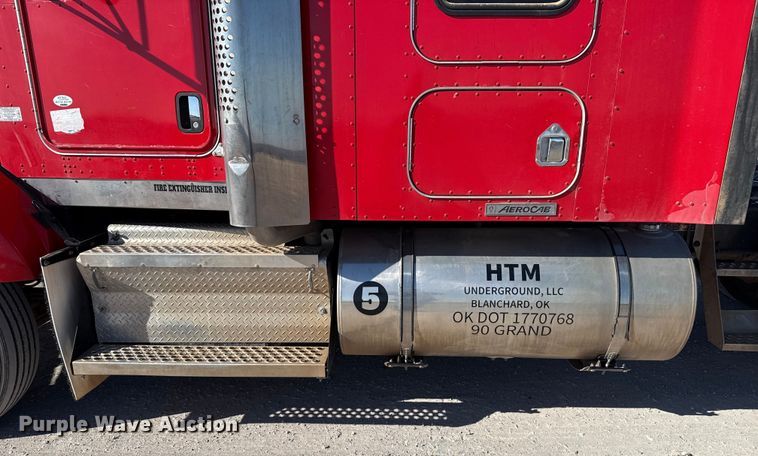 FIRE EXTINGUISHER INSI
AEROCAB
5
HTM
UNDERGROUND, LLC
BLANCHARD, OK
OK DOT 1770768
90 GRAND
Purple Wave Auction